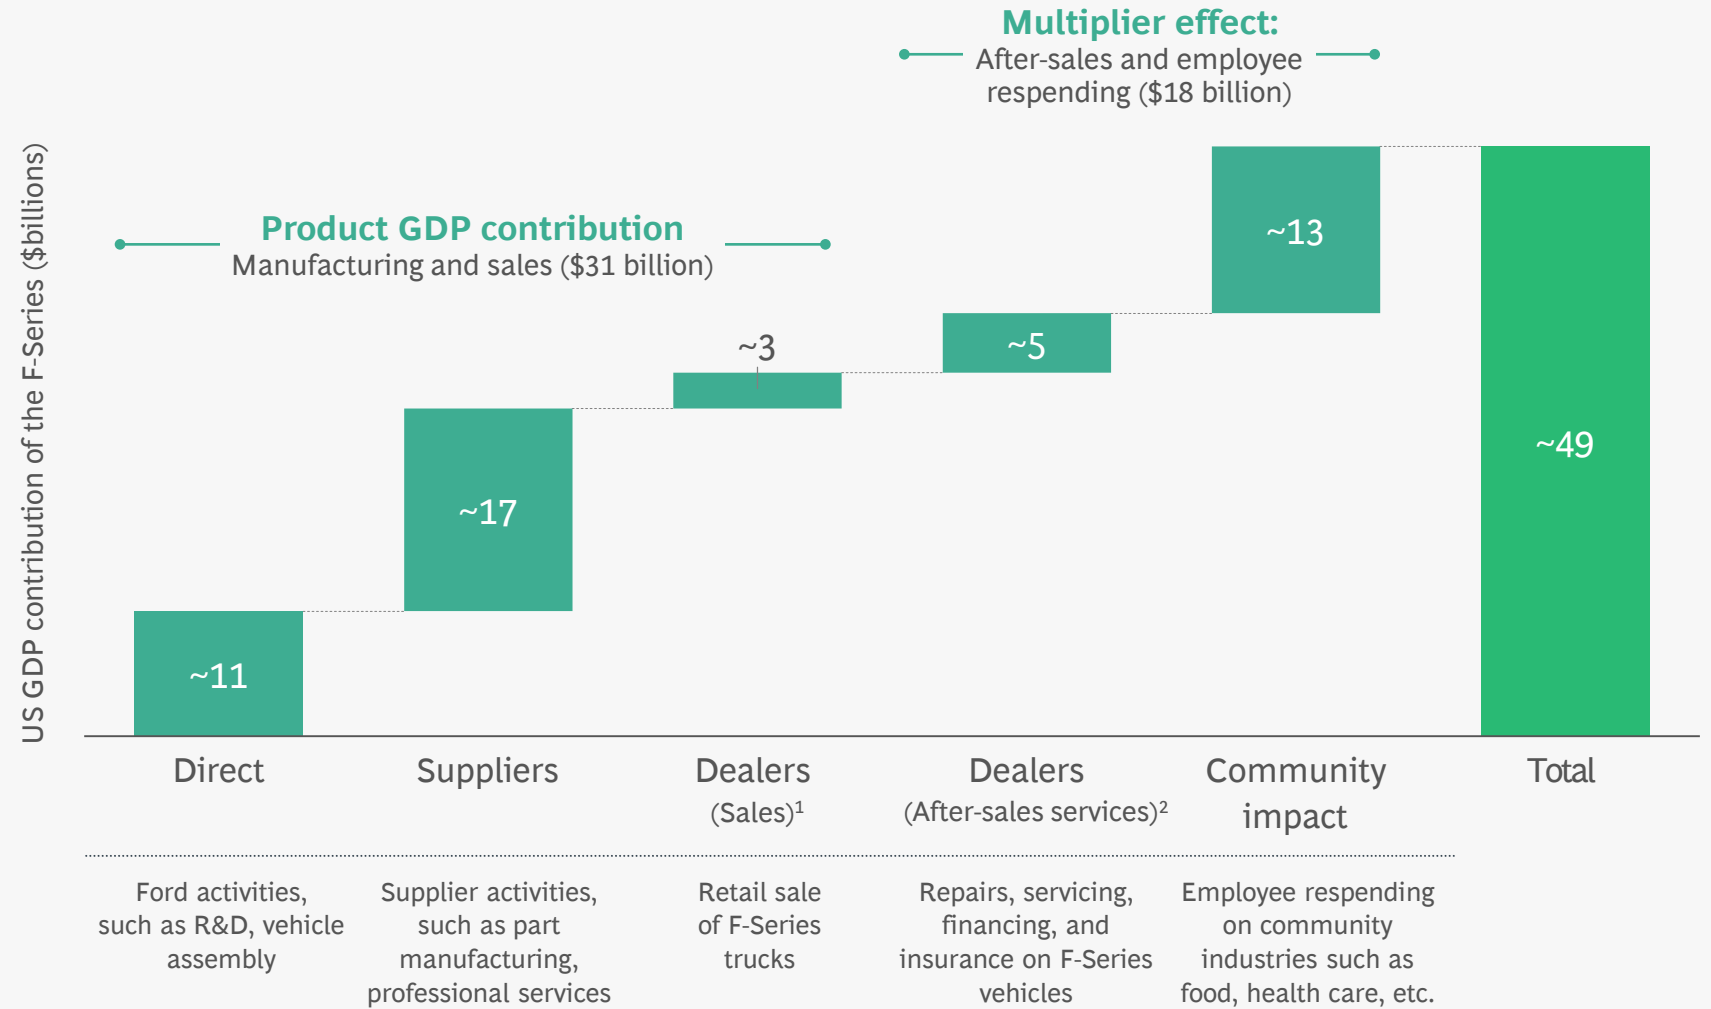 Multiplier effect:
After-sales and employee
respending ($18 billion)
US GDP contribution of the F-Series ($billions)
Product GDP contribution
Manufacturing and sales ($31 billion)
~11
~17
~3
~5
~13
~49
Direct
Suppliers
Dealers
(Sales)¹
Dealers
(After-sales services)²
Community
impact
Total
Ford activities,
such as R&D, vehicle
assembly
Supplier activities,
such as part
manufacturing,
professional services
Retail sale
of F-Series
trucks
Repairs, servicing,
financing, and
insurance on F-Series
vehicles
Employee respending
on community
industries such as
food, health care, etc.